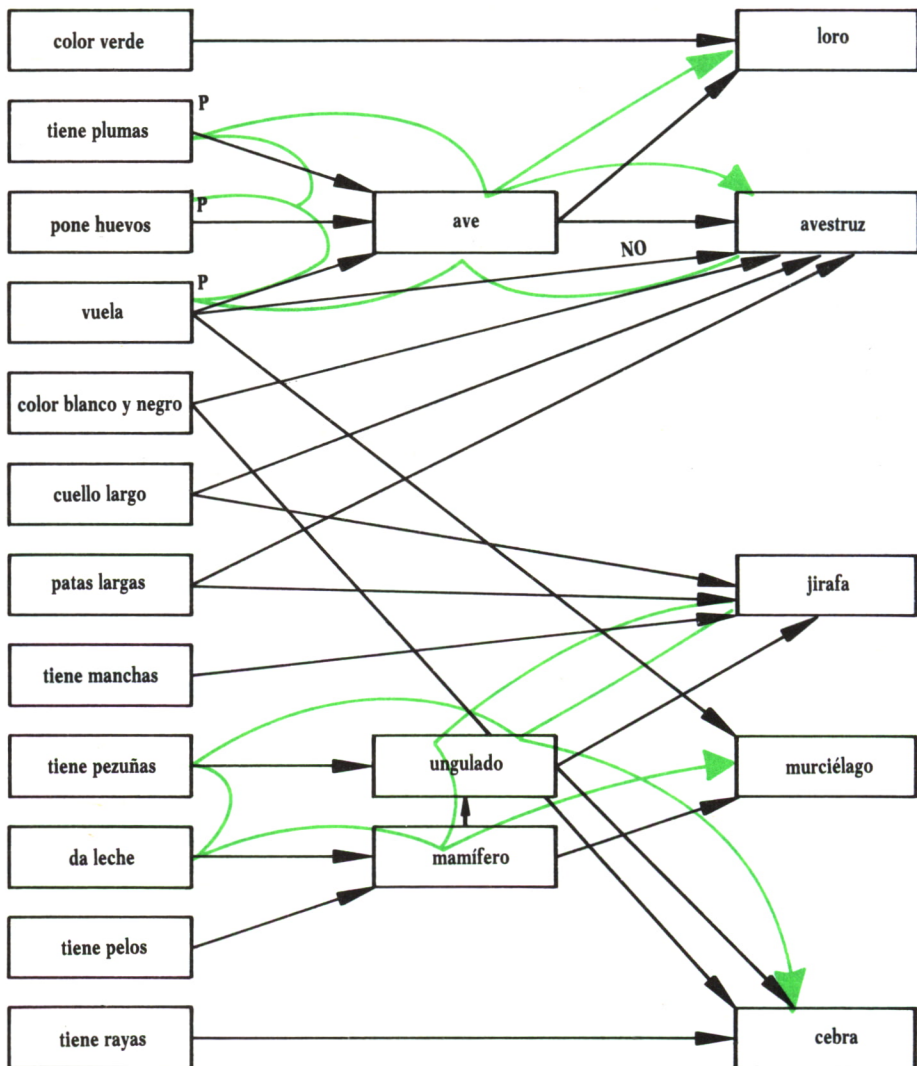 color verde
loro
P
tiene plumas
P
pone huevos
ave
avestruz
NO
P
vuela
color blanco y negro
cuello largo
patas largas
jirafa
tiene manchas
tiene pezuñas
ungulado
murciélago
da leche
mamífero
tiene pelos
tiene rayas
cebra